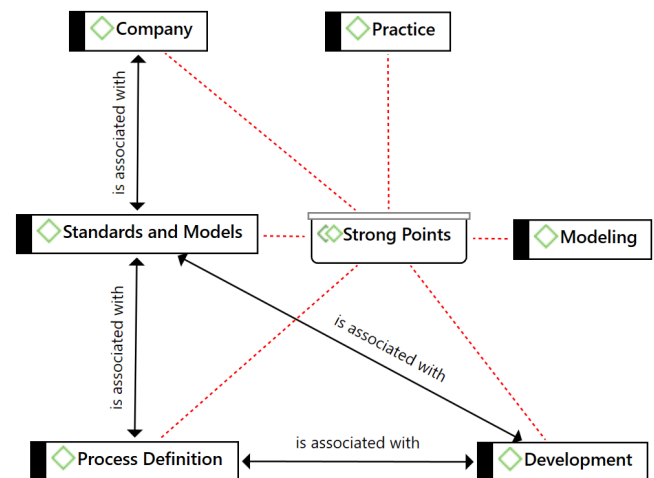 Company
Practice
is associated with
Standards and Models
Strong Points
Modeling
is associated with
is associated with
is associated with
Process Definition
Development